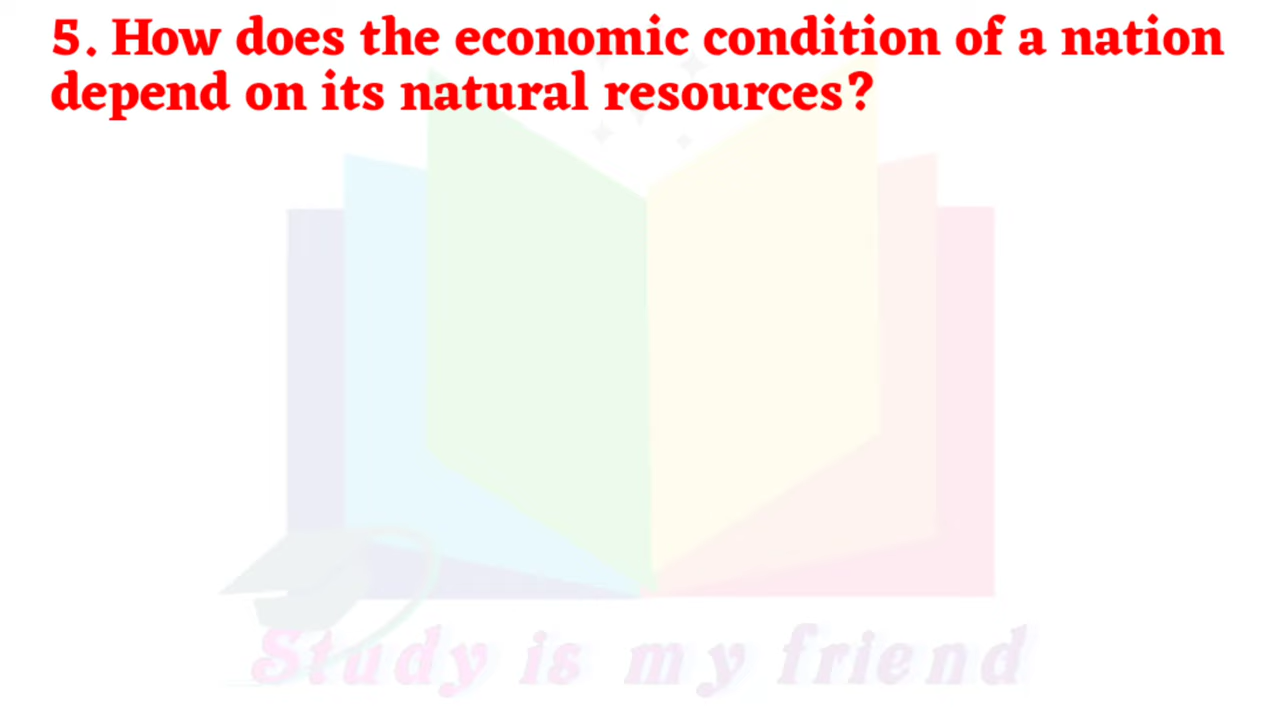 5. How does the economic condition of a nation
depend on its natural resources?
Study is my friend